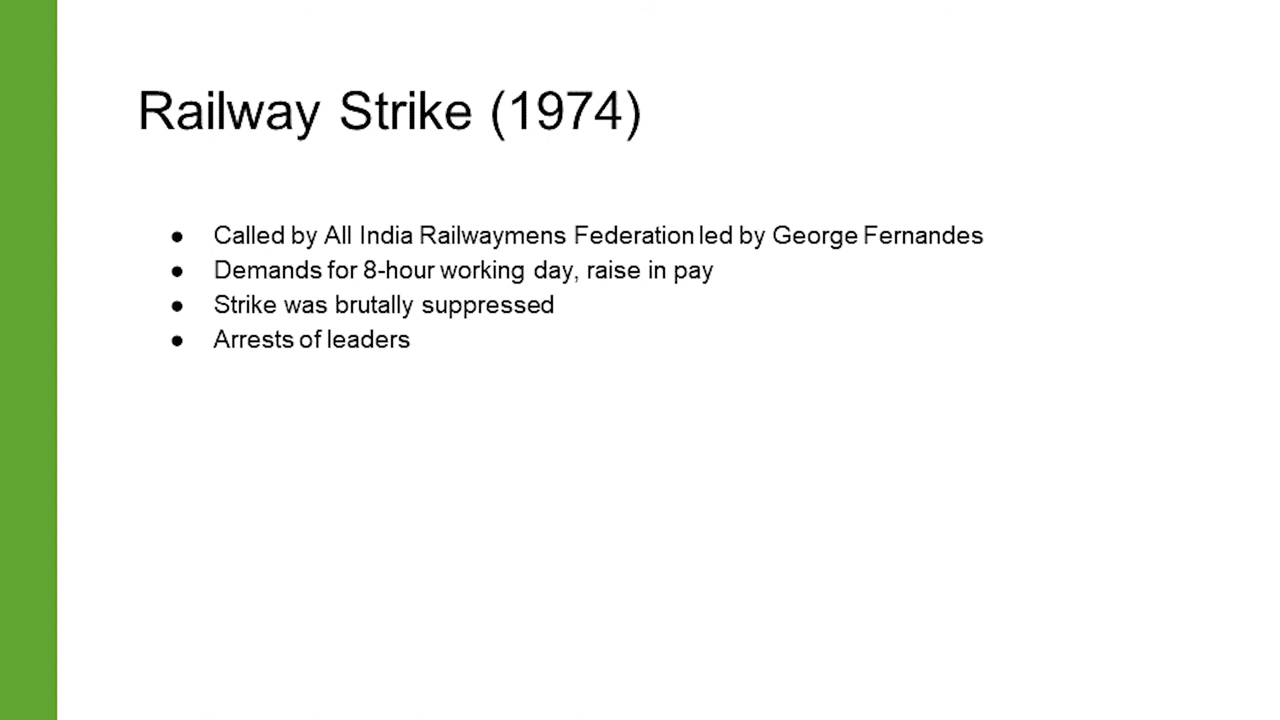 Railway Strike (1974)
● Called by All India Railwaymens Federation led by George Fernandes
● Demands for 8-hour working day, raise in pay
● Strike was brutally suppressed
● Arrests of leaders